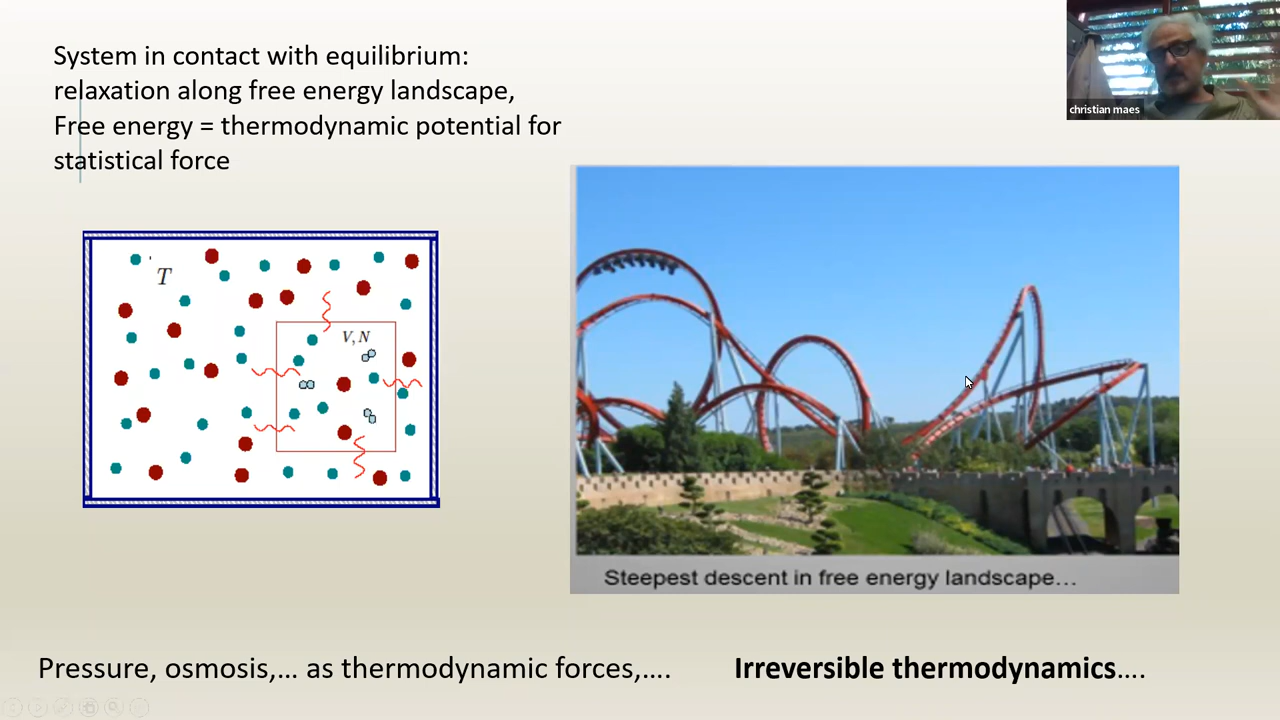 System in contact with equilibrium:
relaxation along free energy landscape,
Free energy = thermodynamic potential for
statistical force
christian maes
T
V, N
Steepest descent in free energy landscape...
Pressure, osmosis,... as thermodynamic forces,....
Irreversible thermodynamics....